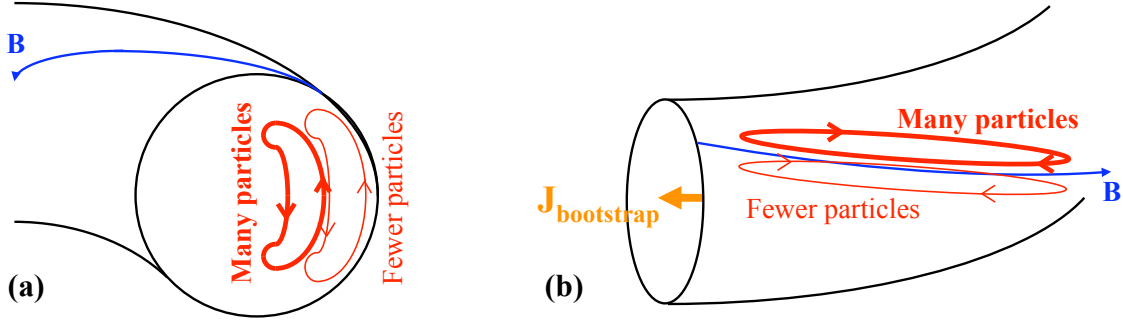 B
Many particles
Fewer particles
(a)
Many particles
Fewer particles
B
J_bootstrap
(b)